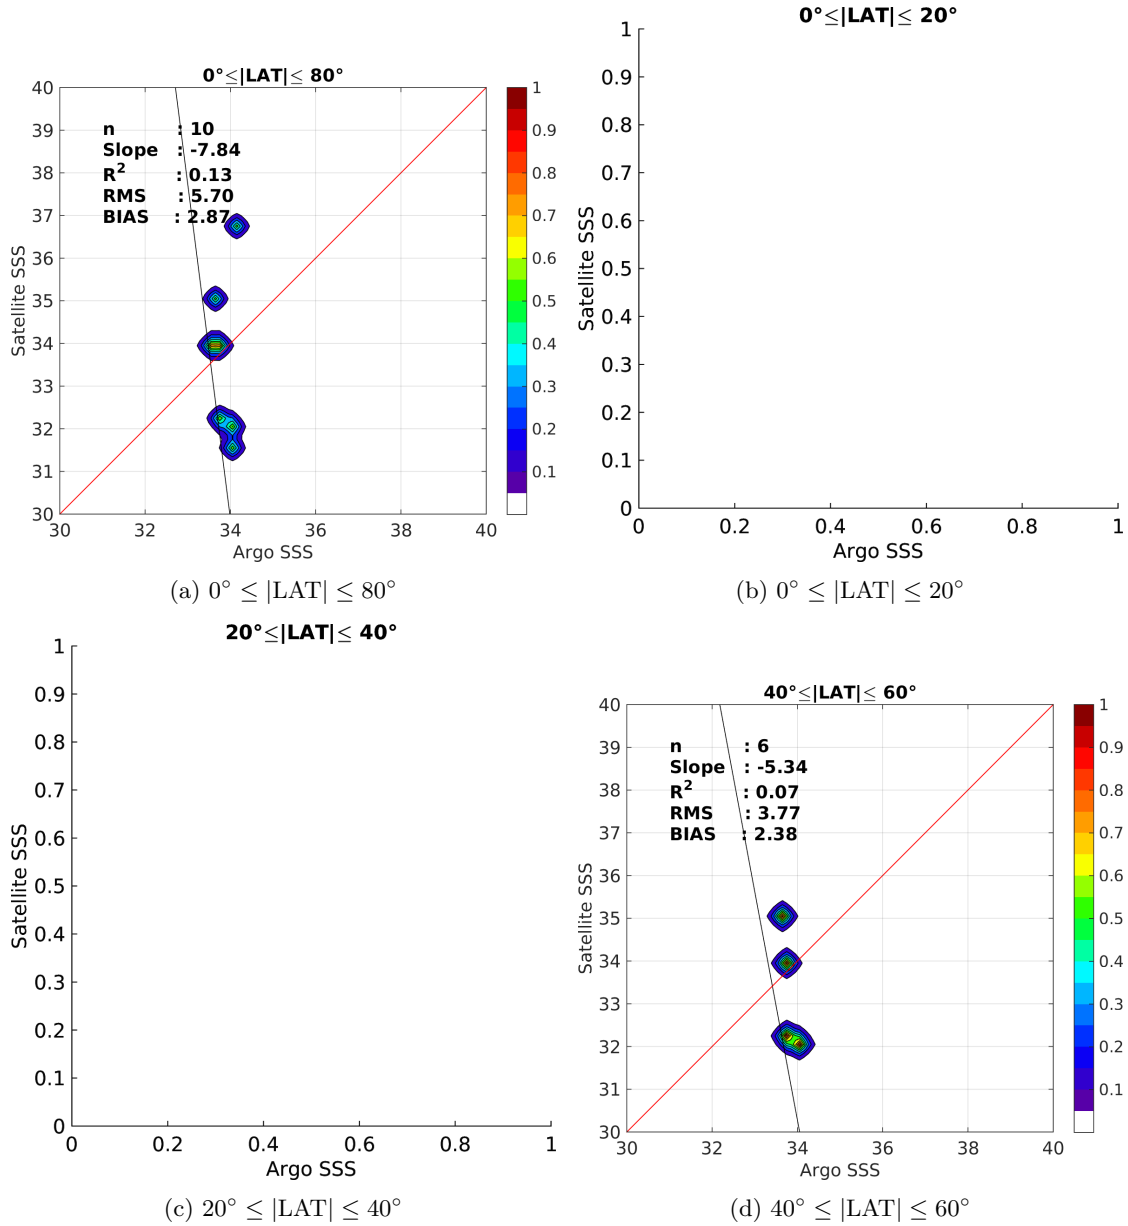 0°≤|LAT|≤ 80°
40
39
38
37
36
35
34
33
32
31
30
Satellite SSS
n : 10
Slope : -7.84
R² : 0.13
RMS : 5.70
BIAS : 2.87
30 32 34 36 38 40
Argo SSS
1
0.9
0.8
0.7
0.6
0.5
0.4
0.3
0.2
0.1
(a) 0° ≤ |LAT| ≤ 80°
0°≤|LAT|≤ 20°
1
0.9
0.8
0.7
0.6
0.5
0.4
0.3
0.2
0.1
0
Satellite SSS
0 0.2 0.4 0.6 0.8 1
Argo SSS
(b) 0° ≤ |LAT| ≤ 20°
20°≤|LAT|≤ 40°
1
0.9
0.8
0.7
0.6
0.5
0.4
0.3
0.2
0.1
0
Satellite SSS
0 0.2 0.4 0.6 0.8 1
Argo SSS
(c) 20° ≤ |LAT| ≤ 40°
40°≤|LAT|≤ 60°
40
39
38
37
36
35
34
33
32
31
30
Satellite SSS
n : 6
Slope : -5.34
R² : 0.07
RMS : 3.77
BIAS : 2.38
30 32 34 36 38 40
Argo SSS
1
0.9
0.8
0.7
0.6
0.5
0.4
0.3
0.2
0.1
(d) 40° ≤ |LAT| ≤ 60°